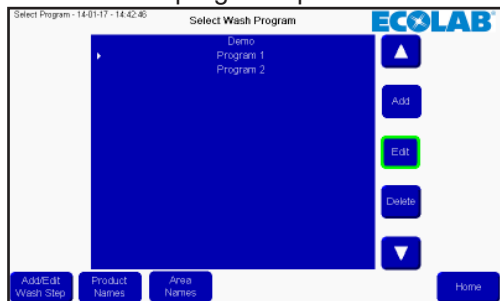 Select Program - 14-01-17 - 14:42:46
Select Wash Program
ECOLAB®
Demo
Program 1
Program 2
Add
Edit
Delete
Add/Edit
Wash Step
Product
Names
Area
Names
Home